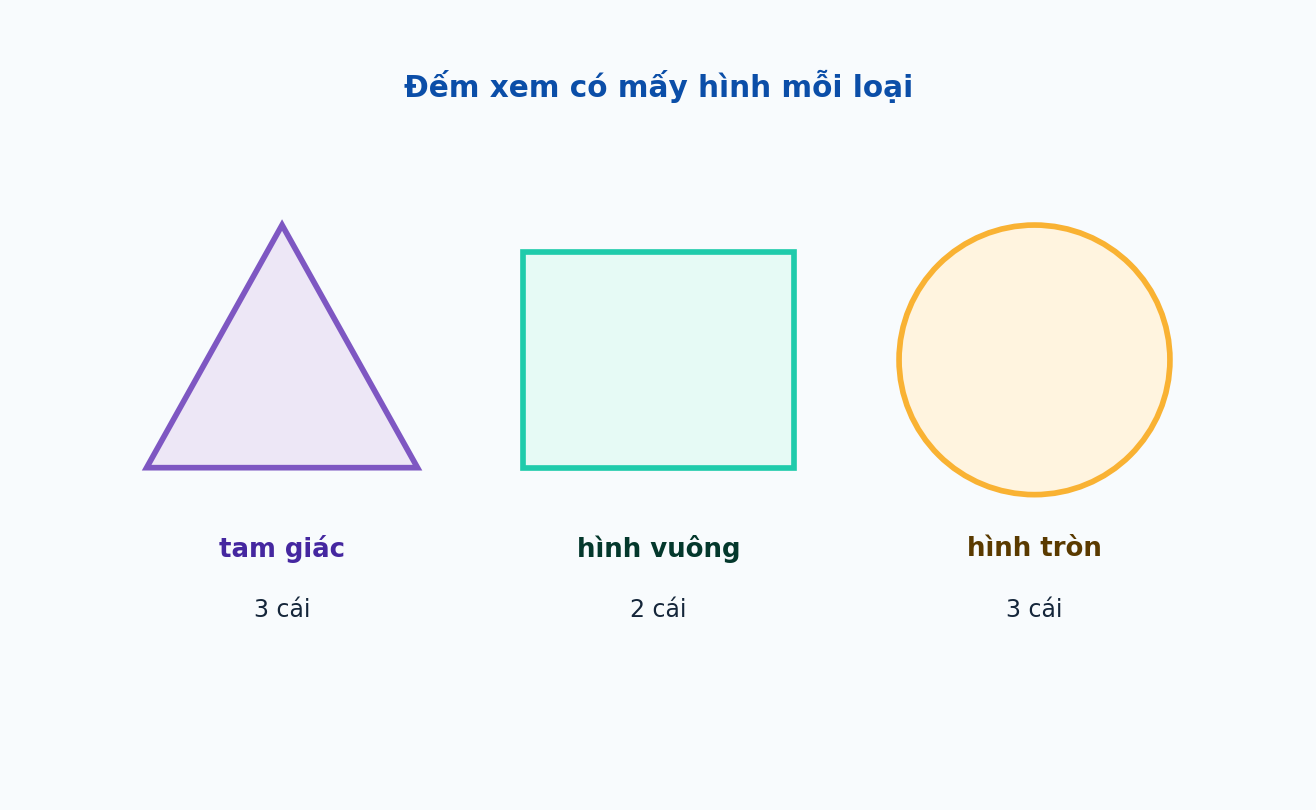 Đếm xem có mấy hình mỗi loại
tam giác
hình vuông
hình tròn
3 cái
2 cái
3 cái